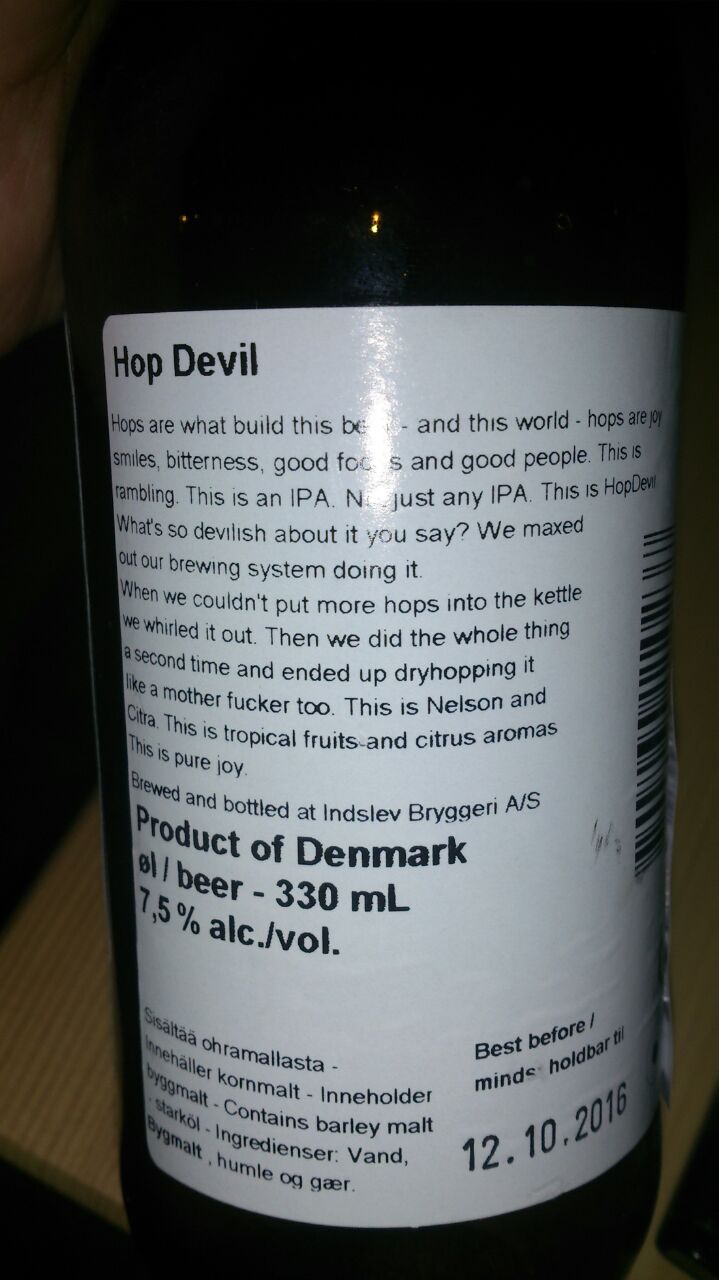 Hop Devil
Hops are what build this - and this world - hops are joy
smiles, bitterness, good and good people. This is
rambling. This is an IPA. just any IPA. This is HopDevil
What's so devilish about it you say? We maxed
out our brewing system doing it.
When we couldn't put more hops into the kettle
we whirled it out. Then we did the whole thing
a second time and ended up dryhopping it
like a mother fucker too. This is Nelson and
Citra. This is tropical fruits and citrus aromas
This is pure joy.
Brewed and bottled at Indslev Bryggeri A/S
Product of Denmark
øl / beer - 330 mL
7,5 % alc./vol.
Sisältää ohramallasta -
Innehåller kornmalt - Inneholder
byggmalt - Contains barley malt
. starköl - Ingredienser: Vand,
Bygmalt , humle og gær.
Best before /
minds holdbar til
12.10.2016